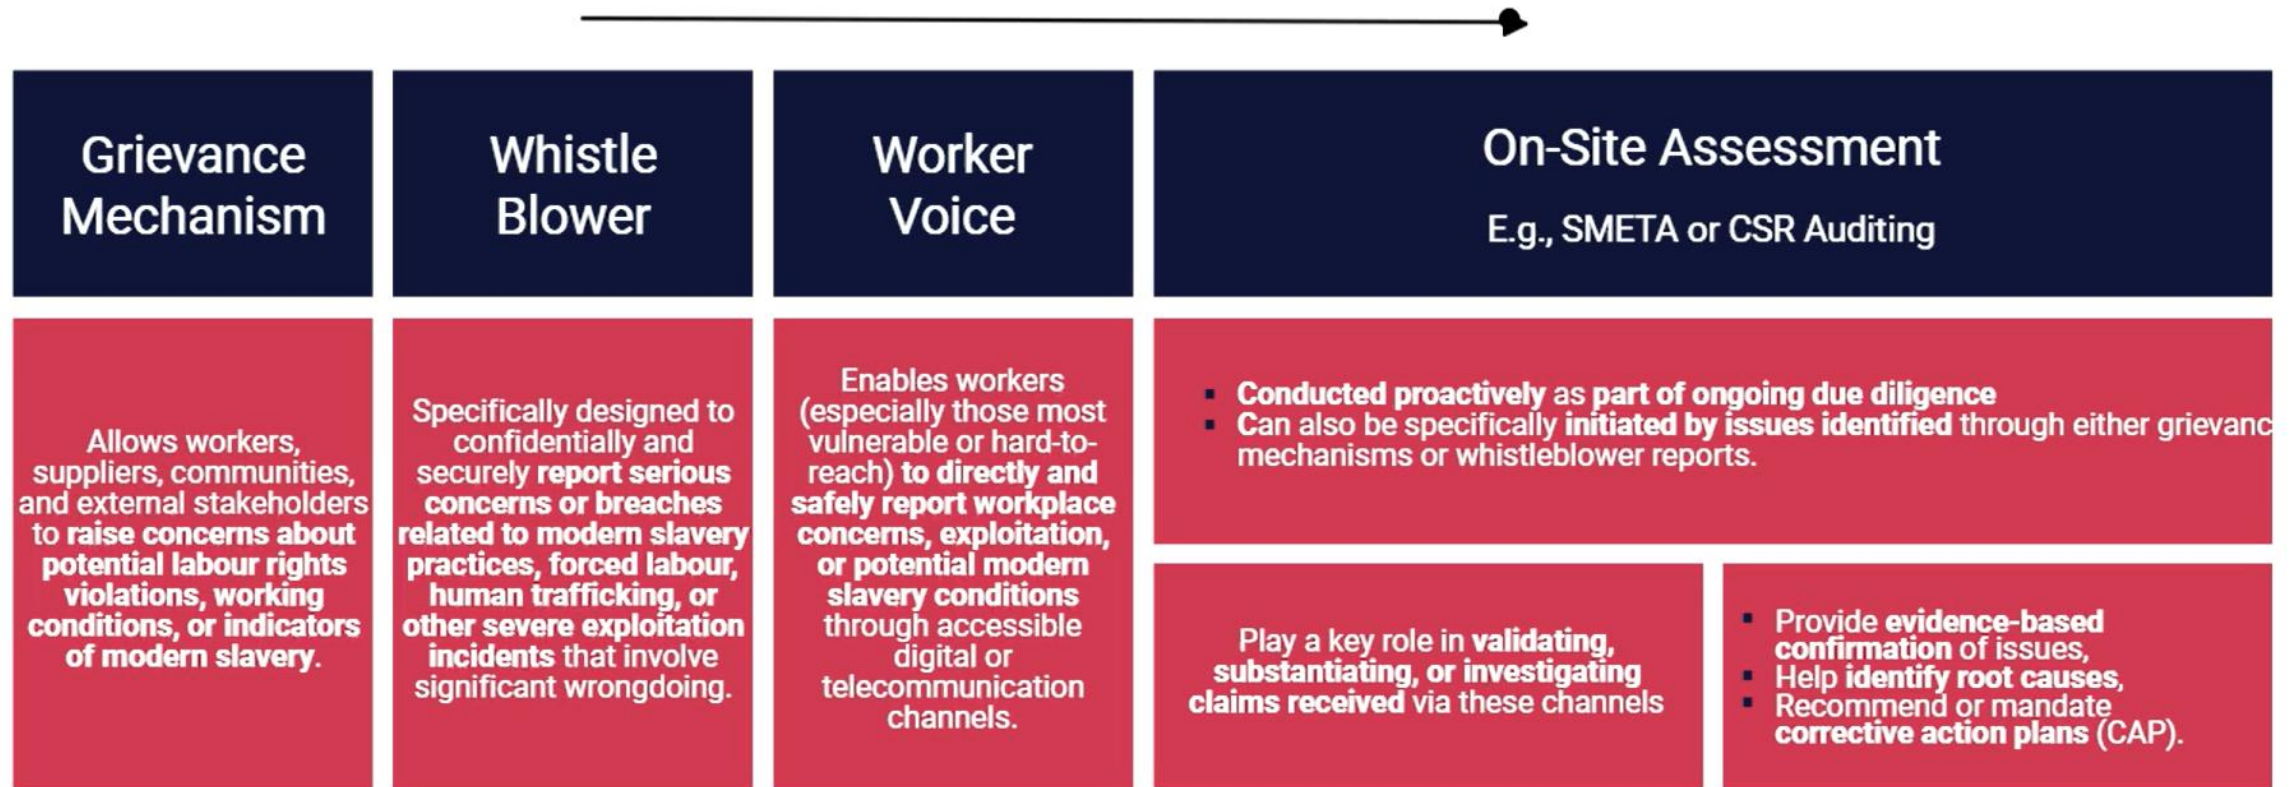 Grievance
Mechanism
Whistle
Blower
Worker
Voice
On-Site Assessment
E.g., SMETA or CSR Auditing
Allows workers,
suppliers, communities,
and external stakeholders
to raise concerns about
potential labour rights
violations, working
conditions, or indicators
of modern slavery.
Specifically designed to
confidentially and
securely report serious
concerns or breaches
related to modern slavery
practices, forced labour,
human trafficking, or
other severe exploitation
incidents that involve
significant wrongdoing.
Enables workers
(especially those most
vulnerable or hard-to-
reach) to directly and
safely report workplace
concerns, exploitation,
or potential modern
slavery conditions
through accessible
digital or
telecommunication
channels.
▪ Conducted proactively as part of ongoing due diligence
▪ Can also be specifically initiated by issues identified through either grievanc
mechanisms or whistleblower reports.
Play a key role in validating,
substantiating, or investigating
claims received via these channels
▪ Provide evidence-based
confirmation of issues,
▪ Help identify root causes,
▪ Recommend or mandate
corrective action plans (CAP).